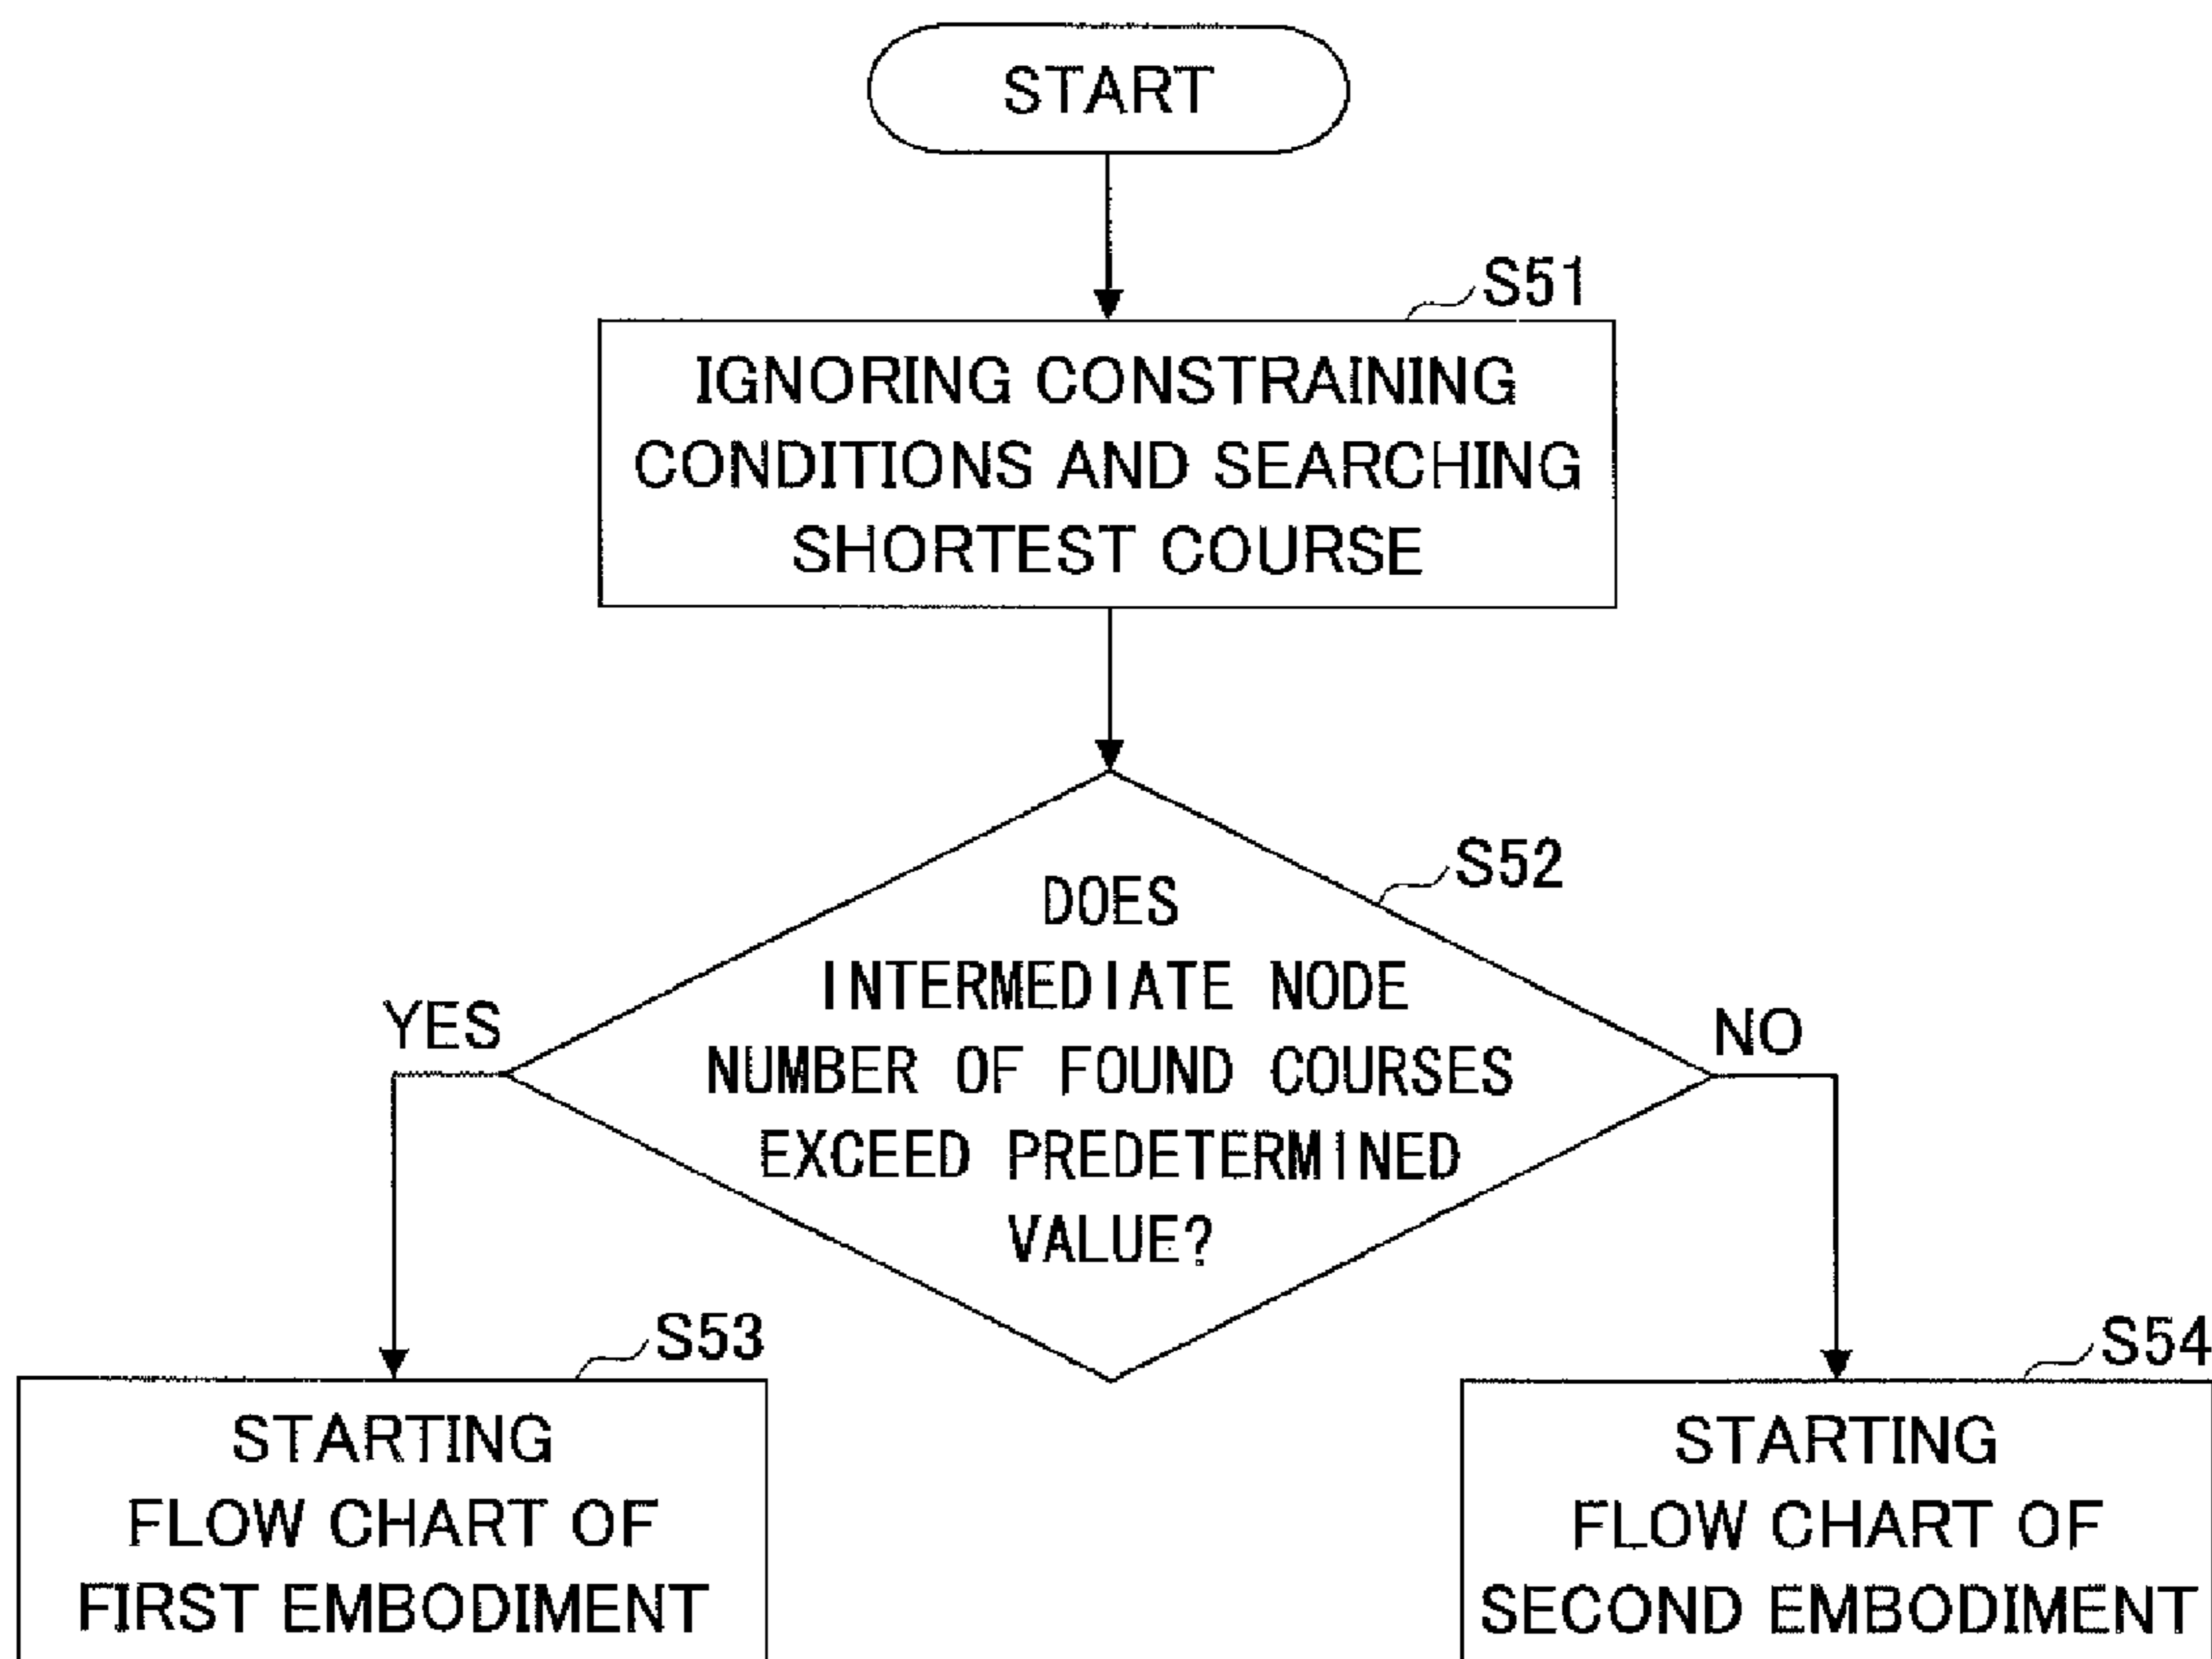 START
S51
IGNORING CONSTRAINING
CONDITIONS AND SEARCHING
SHORTEST COURSE
S52
DOES
INTERMEDIATE NODE
NUMBER OF FOUND COURSES
EXCEED PREDETERMINED
VALUE?
YES
NO
S53
STARTING
FLOW CHART OF
FIRST EMBODIMENT
S54
STARTING
FLOW CHART OF
SECOND EMBODIMENT